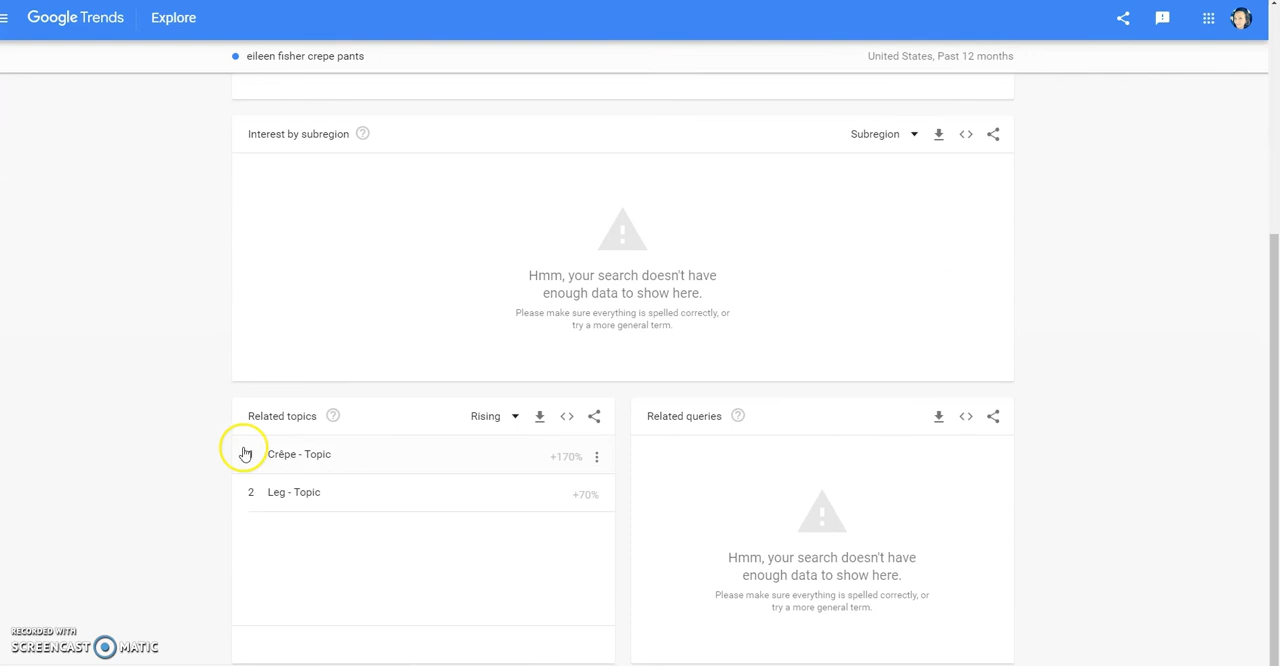 Google Trends
Explore
eileen fisher crepe pants
United States, Past 12 months
Interest by subregion
Subregion
Hmm, your search doesn't have
enough data to show here.
Please make sure everything is spelled correctly, or
try a more general term.
Related topics
Rising
Crêpe - Topic
+170%
2 Leg - Topic
+70%
Related queries
Hmm, your search doesn't have
enough data to show here.
Please make sure everything is spelled correctly, or
try a more general term.
RECORDED WITH
SCREENCAST MATIC